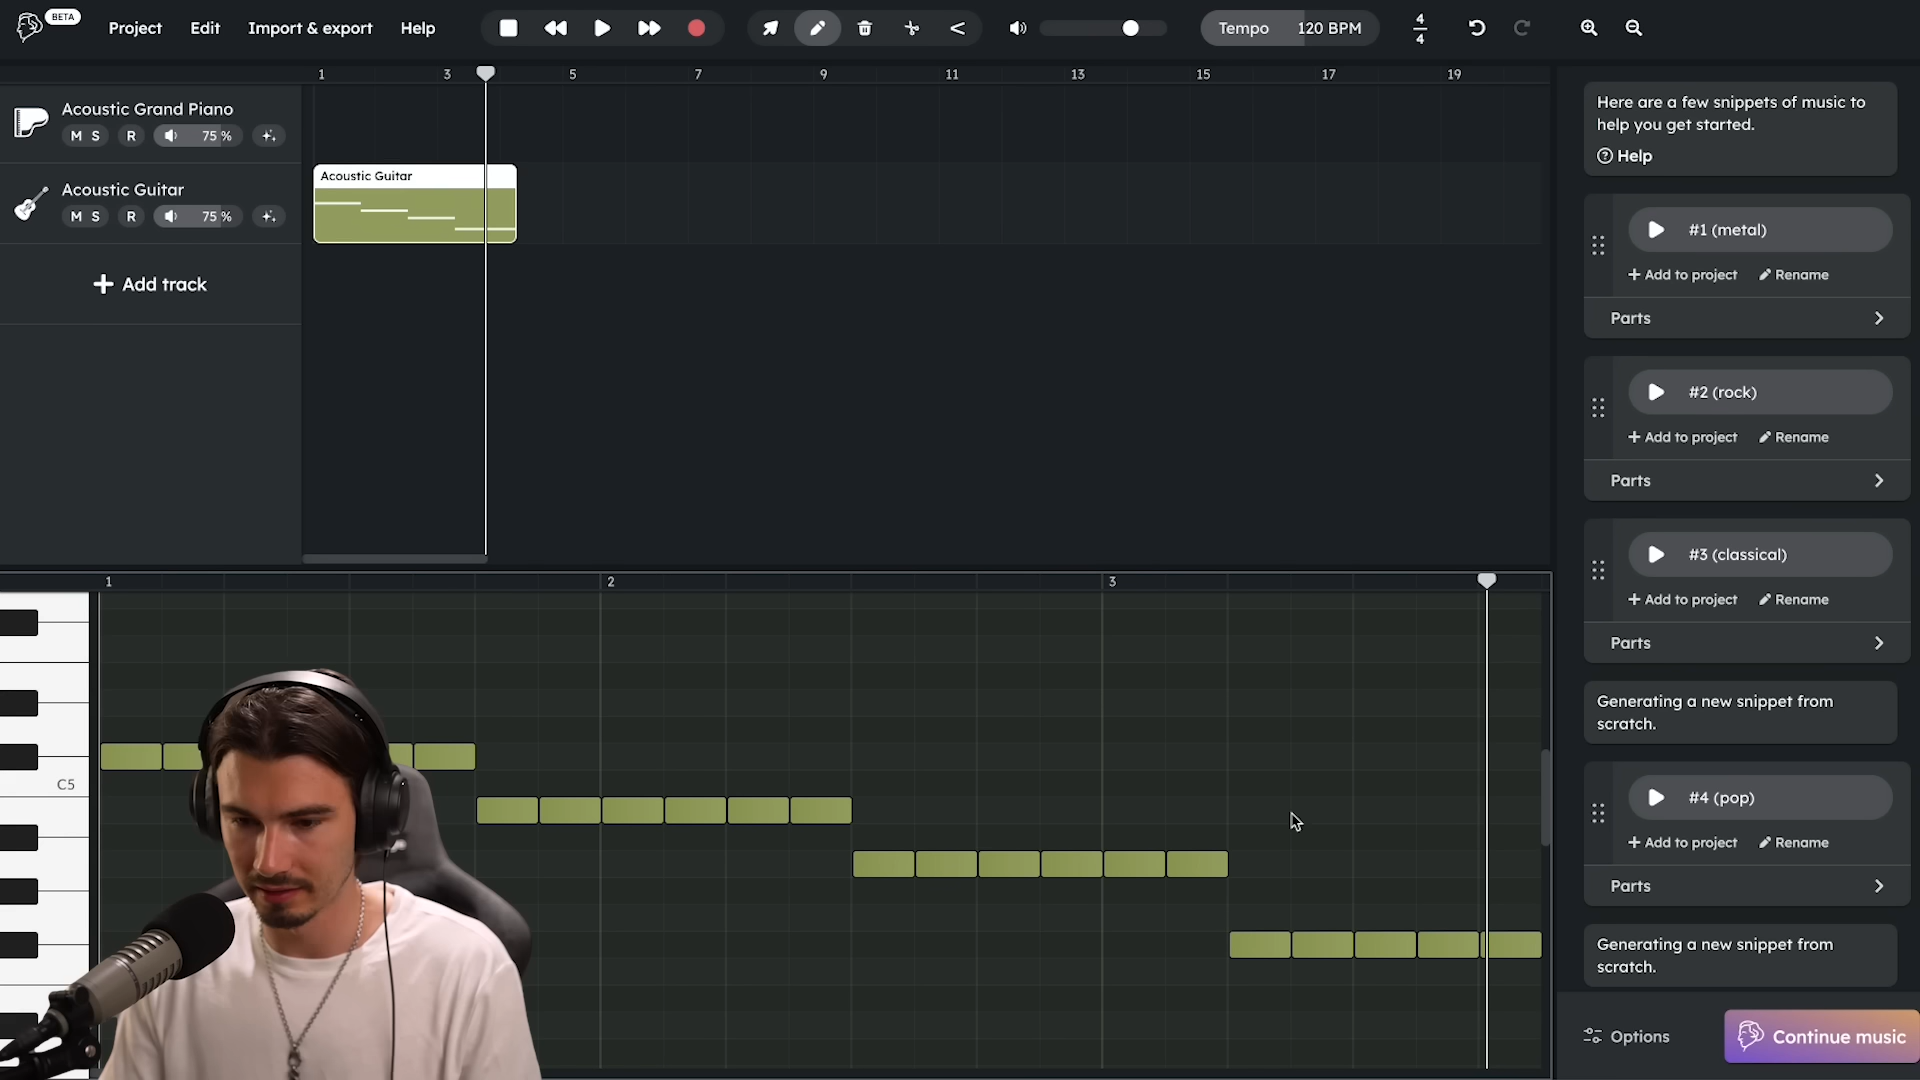 BETA
Project
Edit
Import & export
Help
Tempo
120 BPM
4
4
1
3
5
7
9
11
13
15
17
19
Acoustic Grand Piano
M S
R
75 %
Acoustic Guitar
M S
R
75 %
Add track
Acoustic Guitar
Here are a few snippets of music to
help you get started.
Help
#1 (metal)
Add to project
Rename
Parts
#2 (rock)
Add to project
Rename
Parts
#3 (classical)
Add to project
Rename
Parts
Generating a new snippet from
scratch.
#4 (pop)
Add to project
Rename
Parts
Generating a new snippet from
scratch.
Options
Continue music
1
2
3
C5